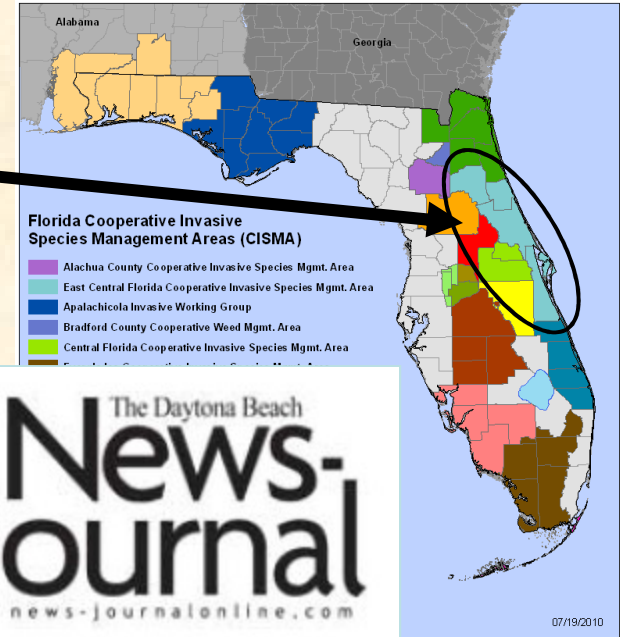 Alabama
Georgia
Florida Cooperative Invasive
Species Management Areas (CISMA)
Alachua County Cooperative Invasive Species Mgmt. Area
East Central Florida Cooperative Invasive Species Mgmt. Area
Apalachicola Invasive Working Group
Bradford County Cooperative Weed Mgmt. Area
Central Florida Cooperative Invasive Species Mgmt. Area
The Daytona Beach
News-
ournal
news-journalonline.com
07/19/2010